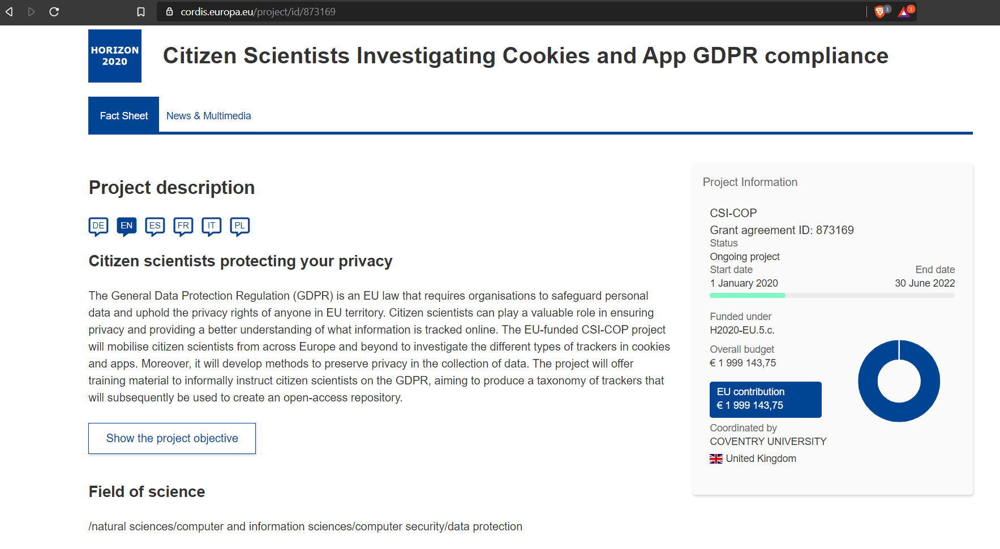 cordis.europa.eu/project/id/873169
3
3
HORIZON
2020
Citizen Scientists Investigating Cookies and App GDPR compliance
Fact Sheet
News & Multimedia
Project description
DE EN ES FR IT PL
Citizen scientists protecting your privacy
The General Data Protection Regulation (GDPR) is an EU law that requires organisations to safeguard personal
data and uphold the privacy rights of anyone in EU territory. Citizen scientists can play a valuable role in ensuring
privacy and providing a better understanding of what information is tracked online. The EU-funded CSI-COP project
will mobilise citizen scientists from across Europe and beyond to investigate the different types of trackers in cookies
and apps. Moreover, it will develop methods to preserve privacy in the collection of data. The project will offer
training material to informally instruct citizen scientists on the GDPR, aiming to produce a taxonomy of trackers that
will subsequently be used to create an open-access repository.
Show the project objective
Field of science
/natural sciences/computer and information sciences/computer security/data protection
Project Information
CSI-COP
Grant agreement ID: 873169
Status
Ongoing project
Start date
1 January 2020
End date
30 June 2022
Funded under
H2020-EU.5.c.
Overall budget
€ 1 999 143,75
EU contribution
€ 1 999 143,75
Coordinated by
COVENTRY UNIVERSITY
United Kingdom